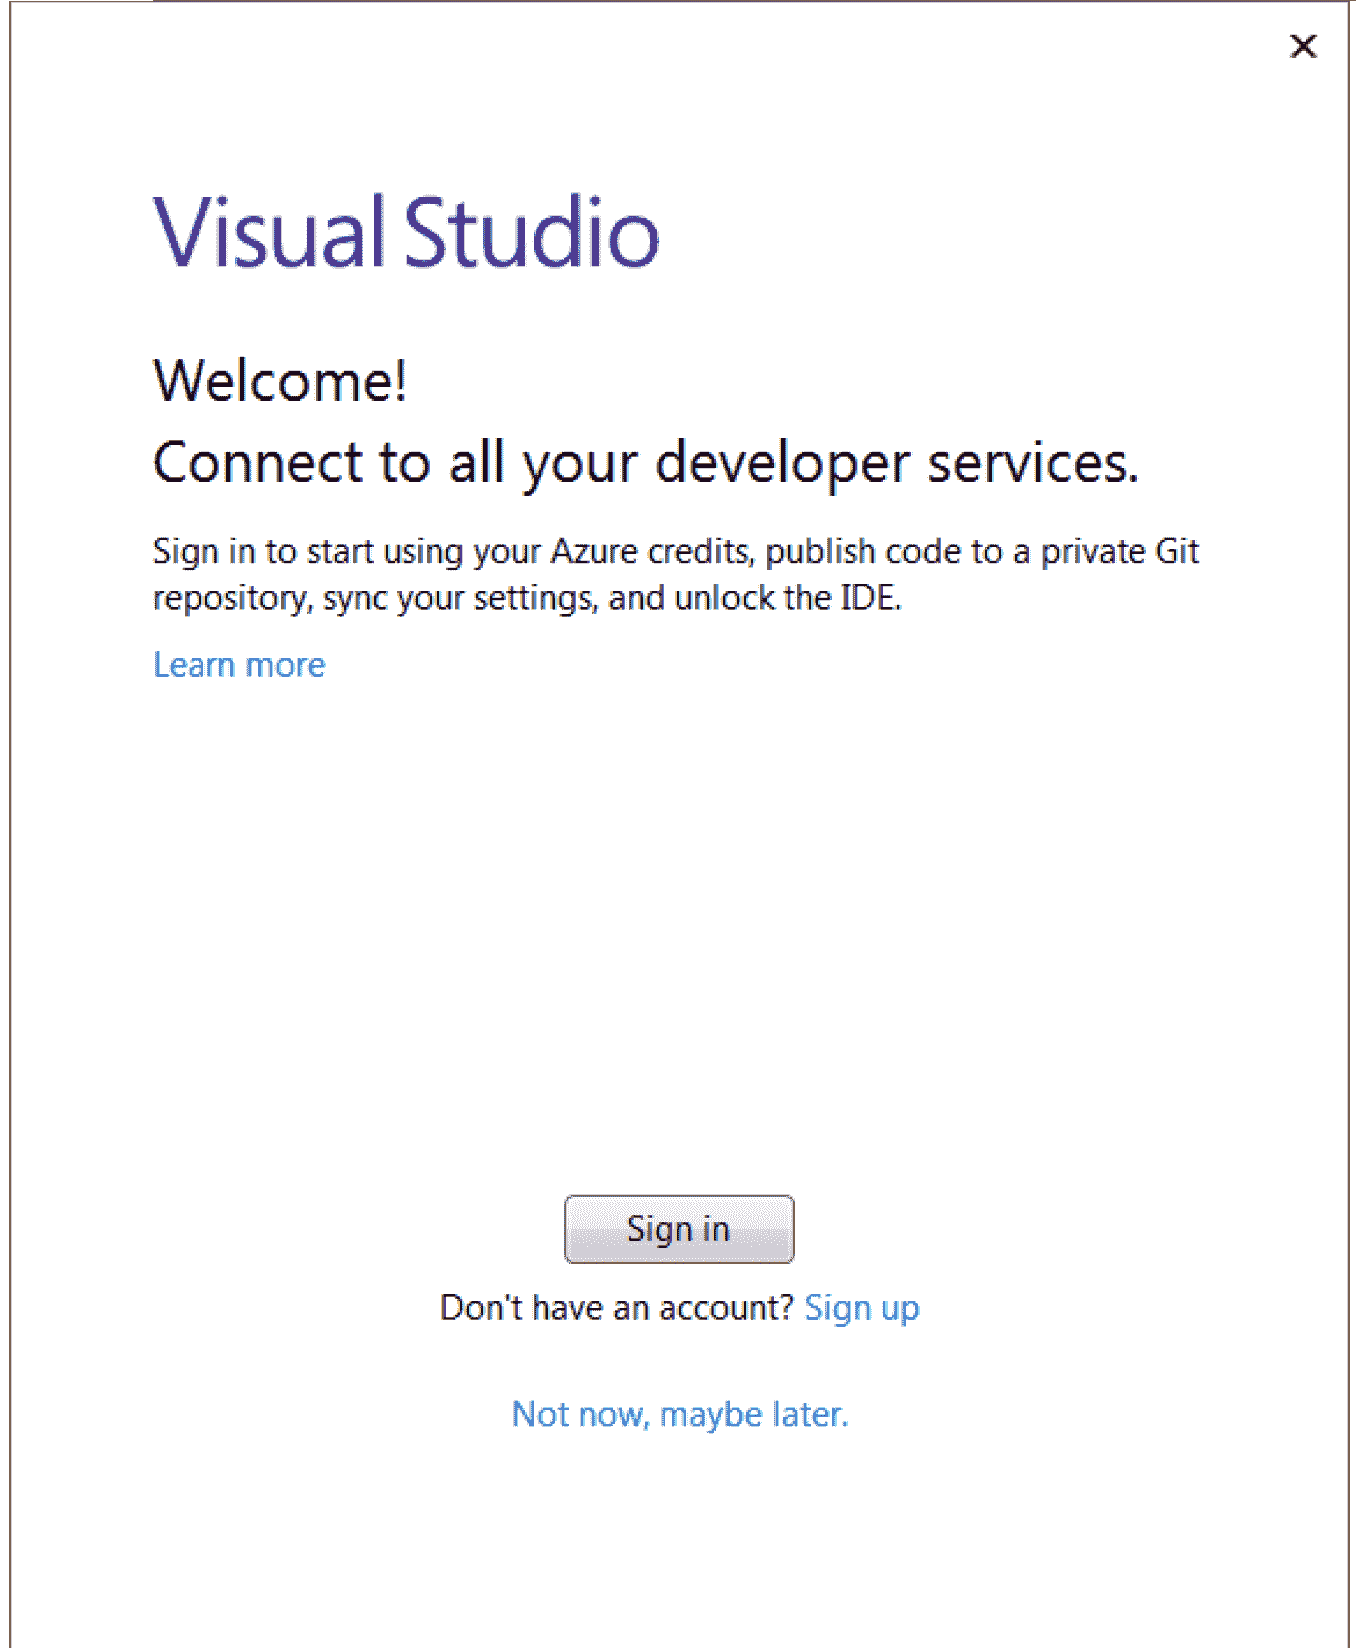 Visual Studio
Welcome!
Connect to all your developer services.
Sign in to start using your Azure credits, publish code to a private Git
repository, sync your settings, and unlock the IDE.
Learn more
Sign in
Don't have an account? Sign up
Not now, maybe later.